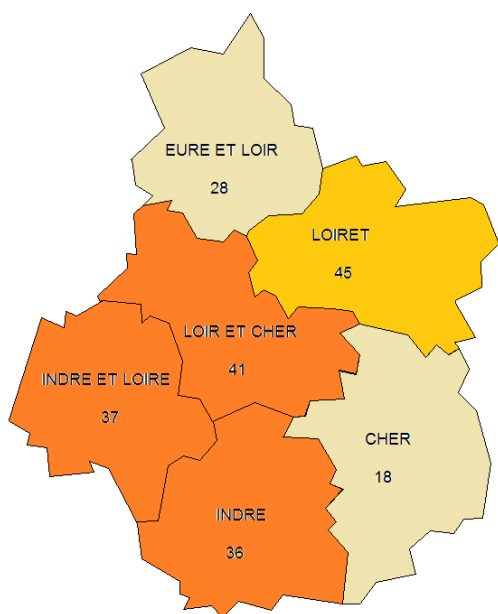 EURE ET LOIR
28
LOIRET
45
LOIR ET CHER
41
INDRE ET LOIRE
37
CHER
18
INDRE
36